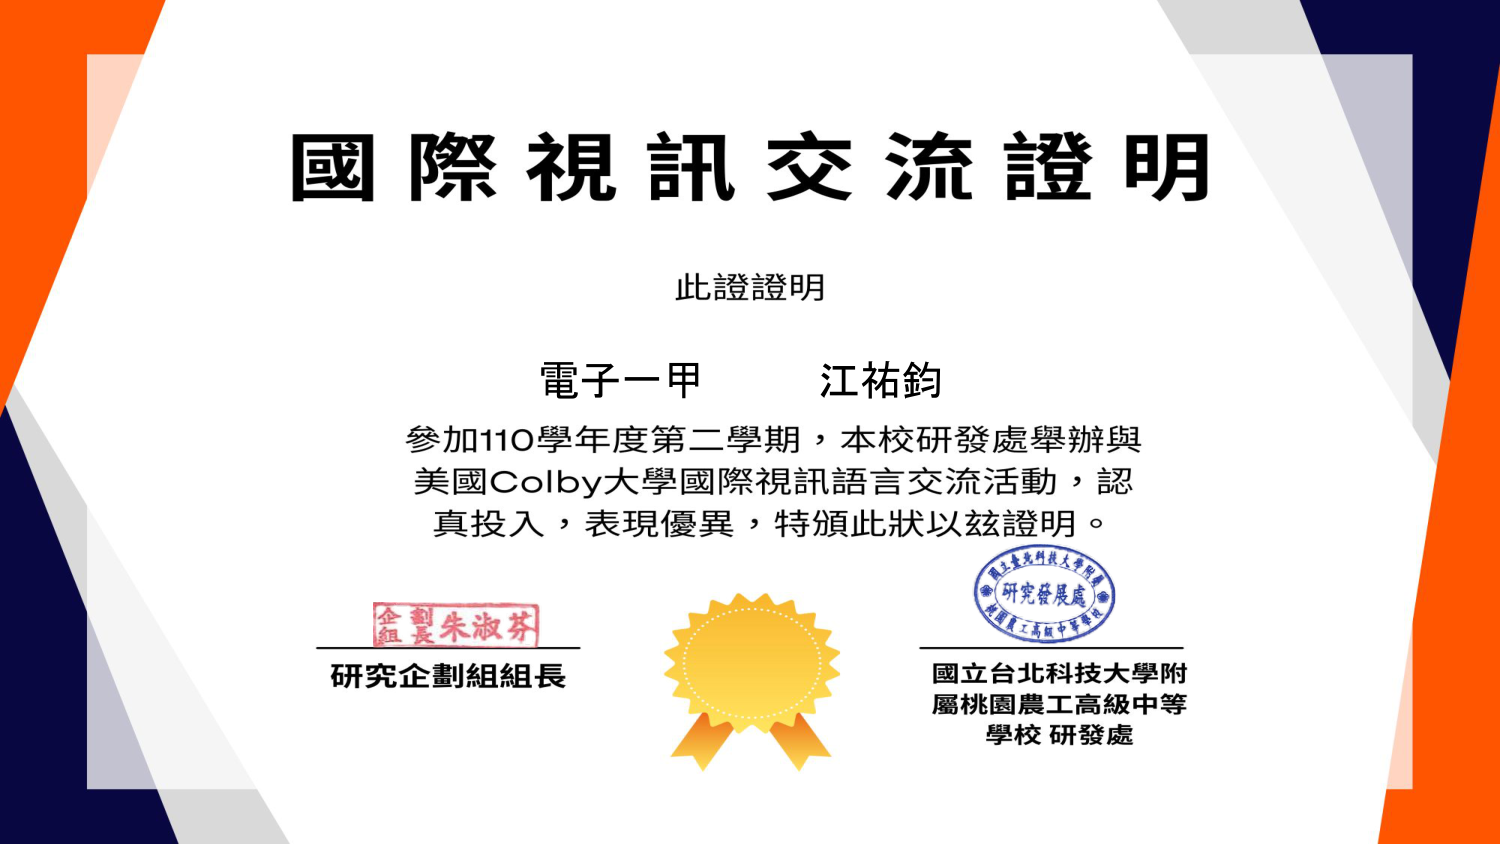 國際視訊交流證明
此證證明
電子一甲 江祐鈞
參加110學年度第二學期，本校研發處舉辦與
美國Colby大學國際視訊語言交流活動，認
真投入，表現優異，特頒此狀以茲證明。
企劃組長 朱淑芬
研究企劃組組長
國立臺北科技大學附屬
研究發展處
桃園農工高級中等學校
國立台北科技大學附
屬桃園農工高級中等
學校 研發處